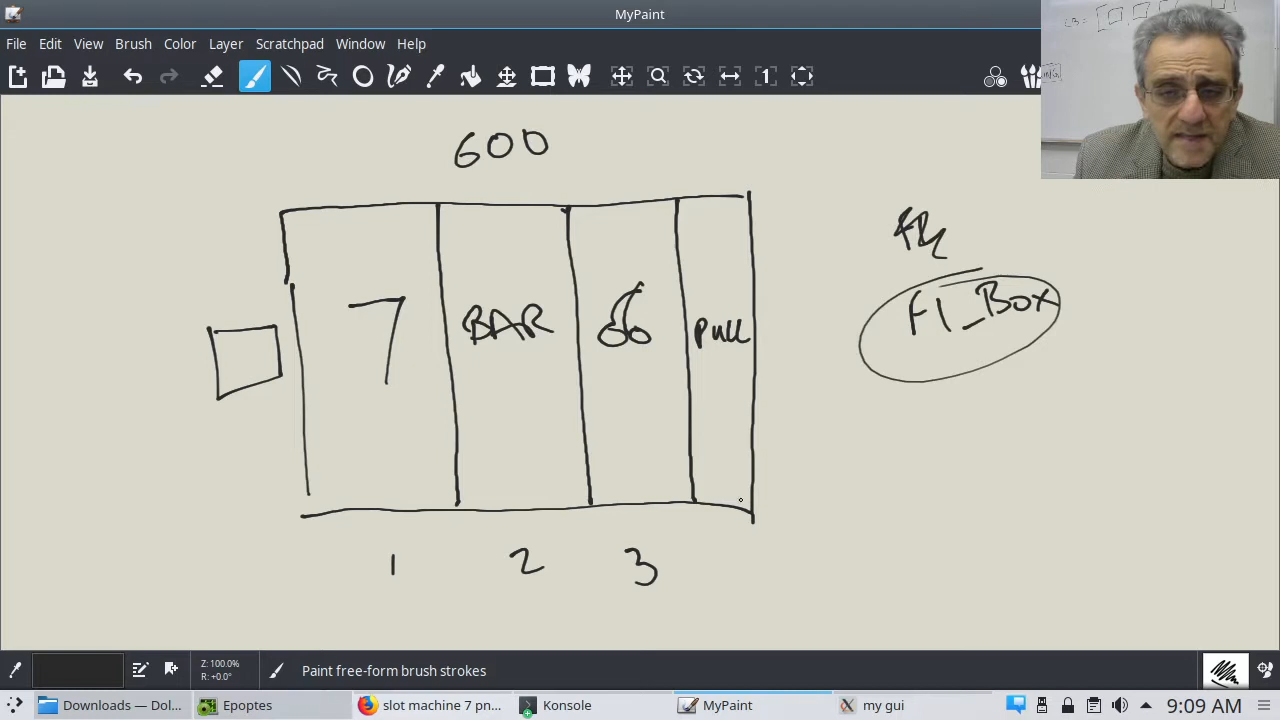 MyPaint
File Edit View Brush Color Layer Scratchpad Window Help
600
7 BAR pull
Fl_Box
1 2 3
Z: 100.0%
R: +0.0°
Paint free-form brush strokes
Downloads — Dol... Epoptes slot machine 7 pn... Konsole MyPaint my gui 9:09 AM